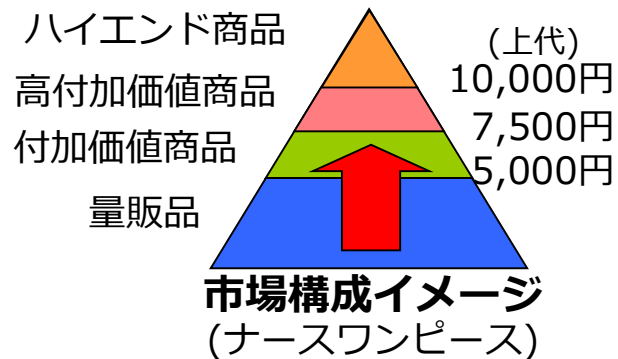 ハイエンド商品
(上代)
10,000円
高付加価値商品
7,500円
付加価値商品
5,000円
量販品
市場構成イメージ
(ナースワンピース)